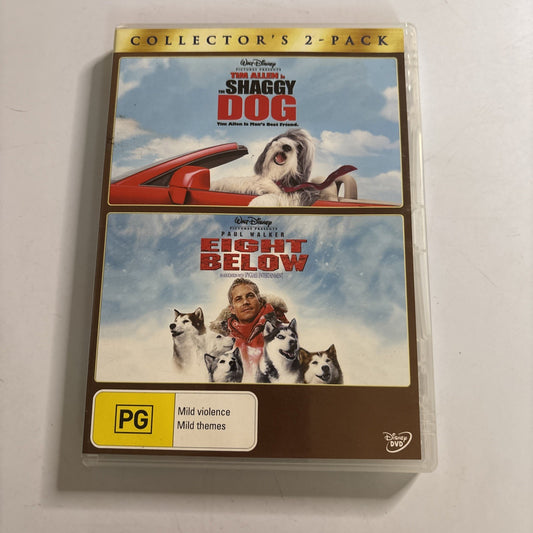 COLLECTOR'S 2-PACK
Walt Disney
PICTURES PRESENTS
TIM ALLEN is
THE SHAGGY
DOG
Tim Allen Is Man's Best Friend.
Walt Disney
PICTURES PRESENTS
PAUL WALKER
EIGHT
BELOW
PG
Mild violence
Mild themes
Disney
DVD